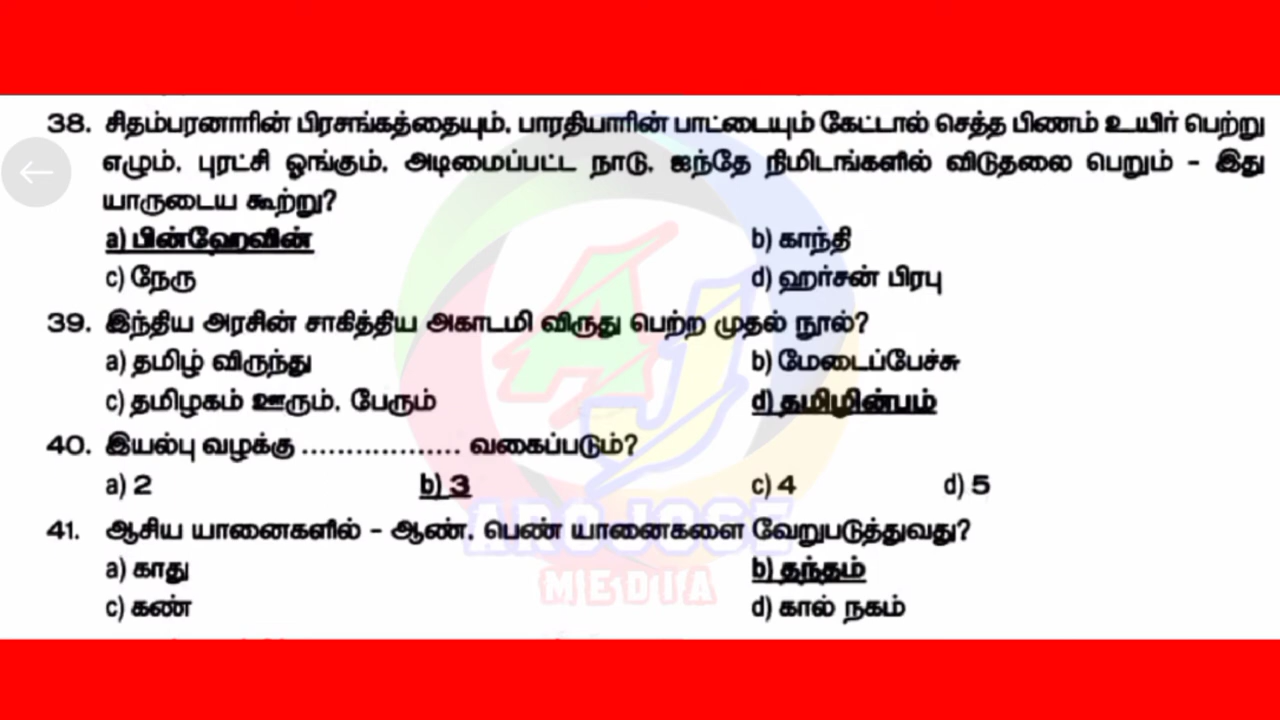 38. சிதம்பரனாரின் பிரசங்கத்தையும், பாரதியாரின் பாட்டையும் கேட்டால் செத்த பிணம் உயிர் பெற்று
எழும். புரட்சி ஓங்கும். அடிமைப்பட்ட நாடு, ஐந்தே நிமிடங்களில் விடுதலை பெறும் - இது
யாருடைய கூற்று?
a) பின்ஹேவின் b) காந்தி
c) நேரு d) ஹர்சன் பிரபு
39. இந்திய அரசின் சாகித்திய அகாடமி விருது பெற்ற முதல் நூல்?
a) தமிழ் விருந்து b) மேடைப்பேச்சு
c) தமிழகம் ஊரும், பேரும் d) தமிழின்பம்
40. இயல்பு வழக்கு .................. வகைப்படும்?
a) 2 b) 3 c) 4 d) 5
41. ஆசிய யானைகளில் - ஆண், பெண் யானைகளை வேறுபடுத்துவது?
a) காது b) தந்தம்
c) கண் d) கால் நகம்
AJ
AROJOSE
MEDIA